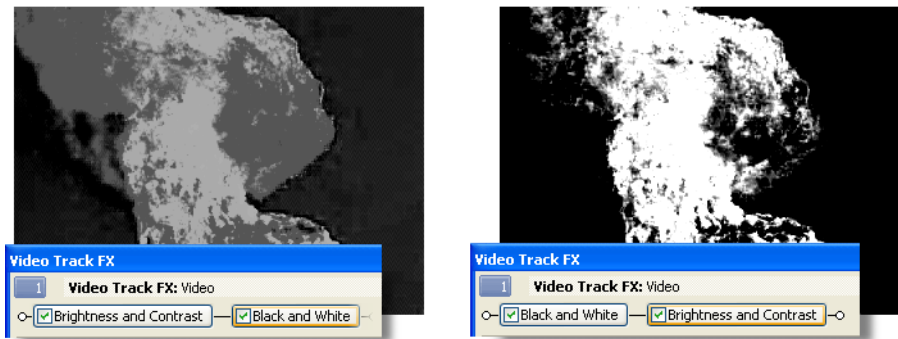 Video Track FX
1 Video Track FX: Video
Brightness and Contrast Black and White
Video Track FX
1 Video Track FX: Video
Black and White Brightness and Contrast